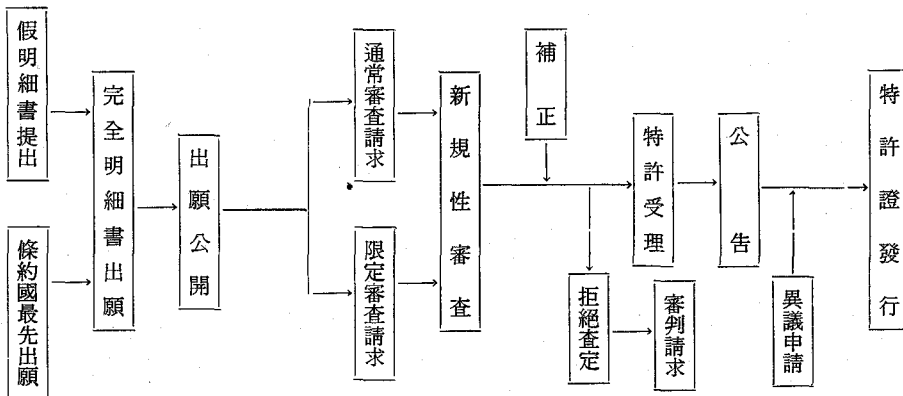 假明細書提出
條約國最先出願
完全明細書出願
出願公開
通常審査請求
限定審査請求
新規性審査
補正
特許受理
拒絕査定
審判請求
公告
異議申請
特許證發行